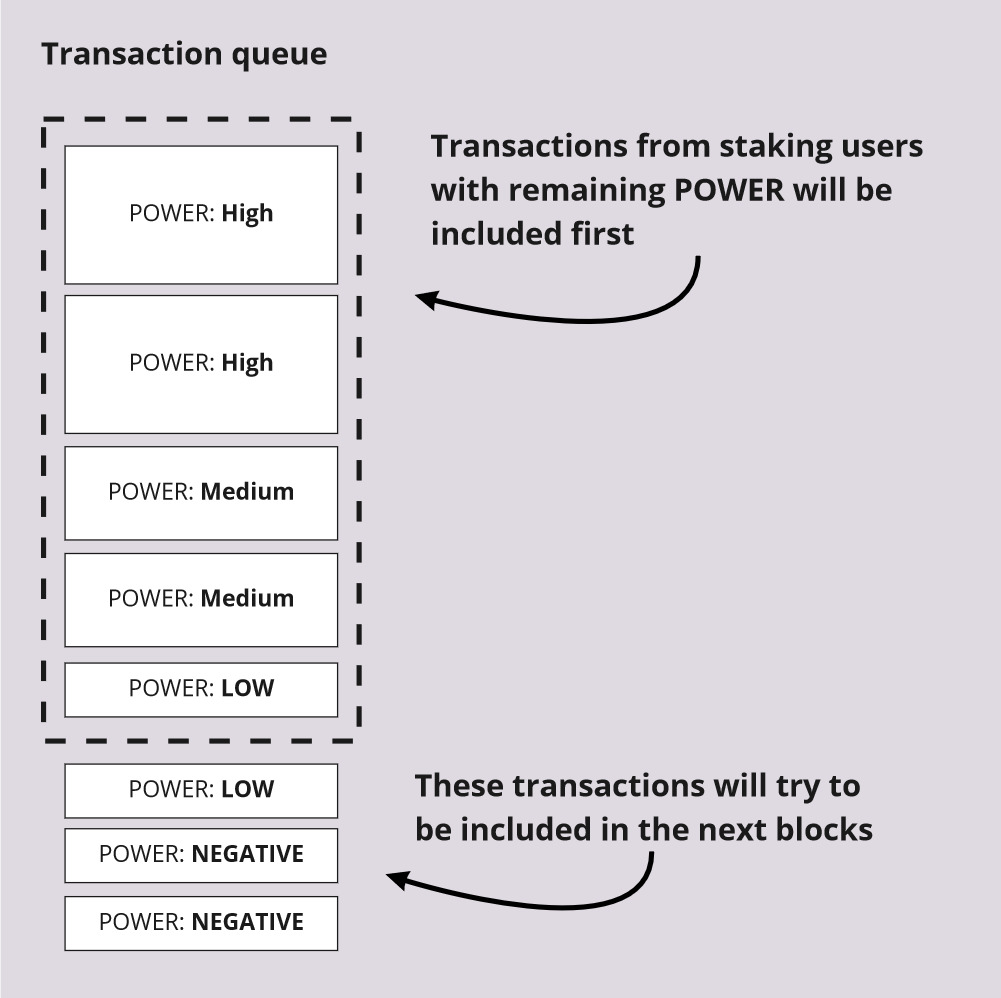 Transaction queue
Transactions from staking users
with remaining POWER will be
included first
POWER: High
POWER: High
POWER: Medium
POWER: Medium
POWER: LOW
POWER: LOW
These transactions will try to
be included in the next blocks
POWER: NEGATIVE
POWER: NEGATIVE